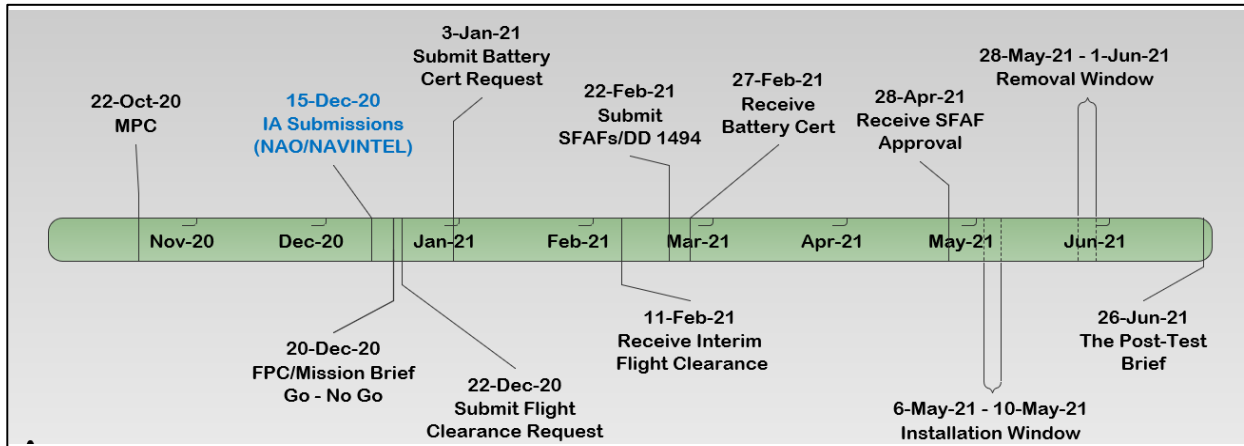 3-Jan-21
Submit Battery
Cert Request
28-May-21 - 1-Jun-21
Removal Window
22-Oct-20
MPC
15-Dec-20
IA Submissions
(NAO/NAVINTEL)
22-Feb-21
Submit
SFAFs/DD 1494
27-Feb-21
Receive
Battery Cert
28-Apr-21
Receive SFAF
Approval
Nov-20
Dec-20
Jan-21
Feb-21
Mar-21
Apr-21
May-21
Jun-21
20-Dec-20
FPC/Mission Brief
Go - No Go
22-Dec-20
Submit Flight
Clearance Request
11-Feb-21
Receive Interim
Flight Clearance
6-May-21 - 10-May-21
Installation Window
26-Jun-21
The Post-Test
Brief